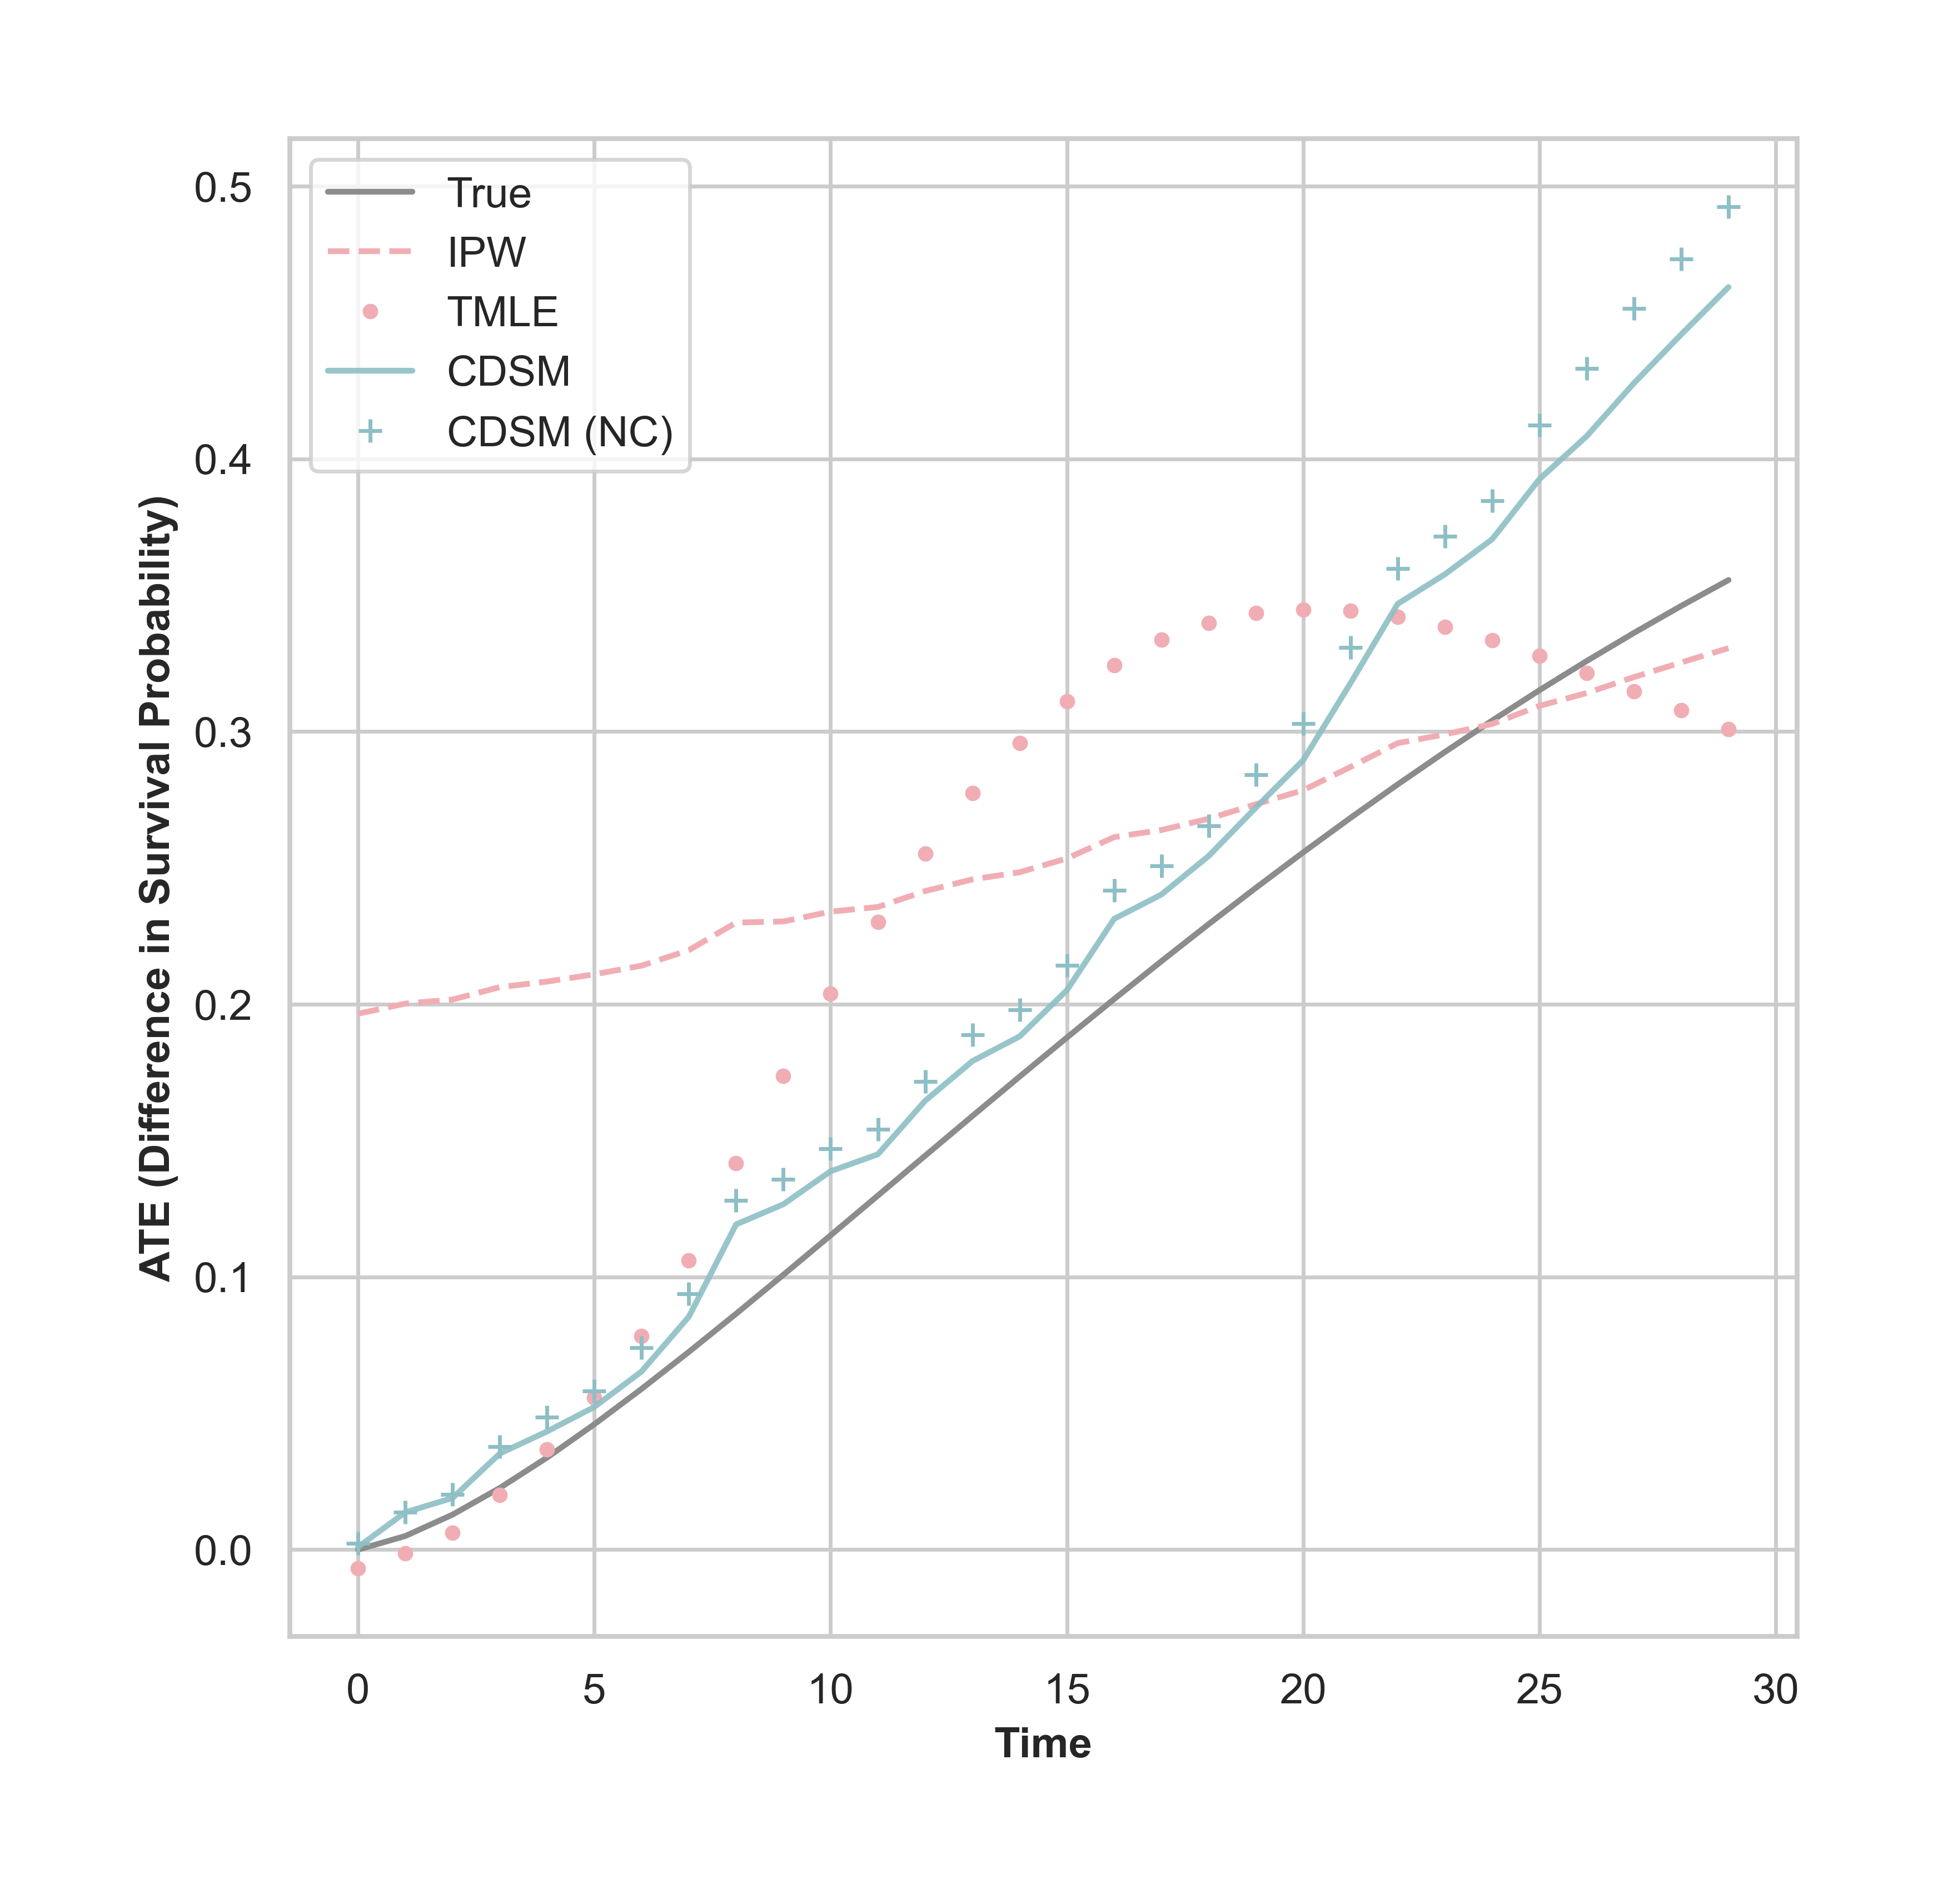 ATE (Difference in Survival Probability)
0.5
0.4
0.3
0.2
0.1
0.0
True
IPW
TMLE
CDSM
CDSM (NC)
0 5 10 15 20 25 30
Time